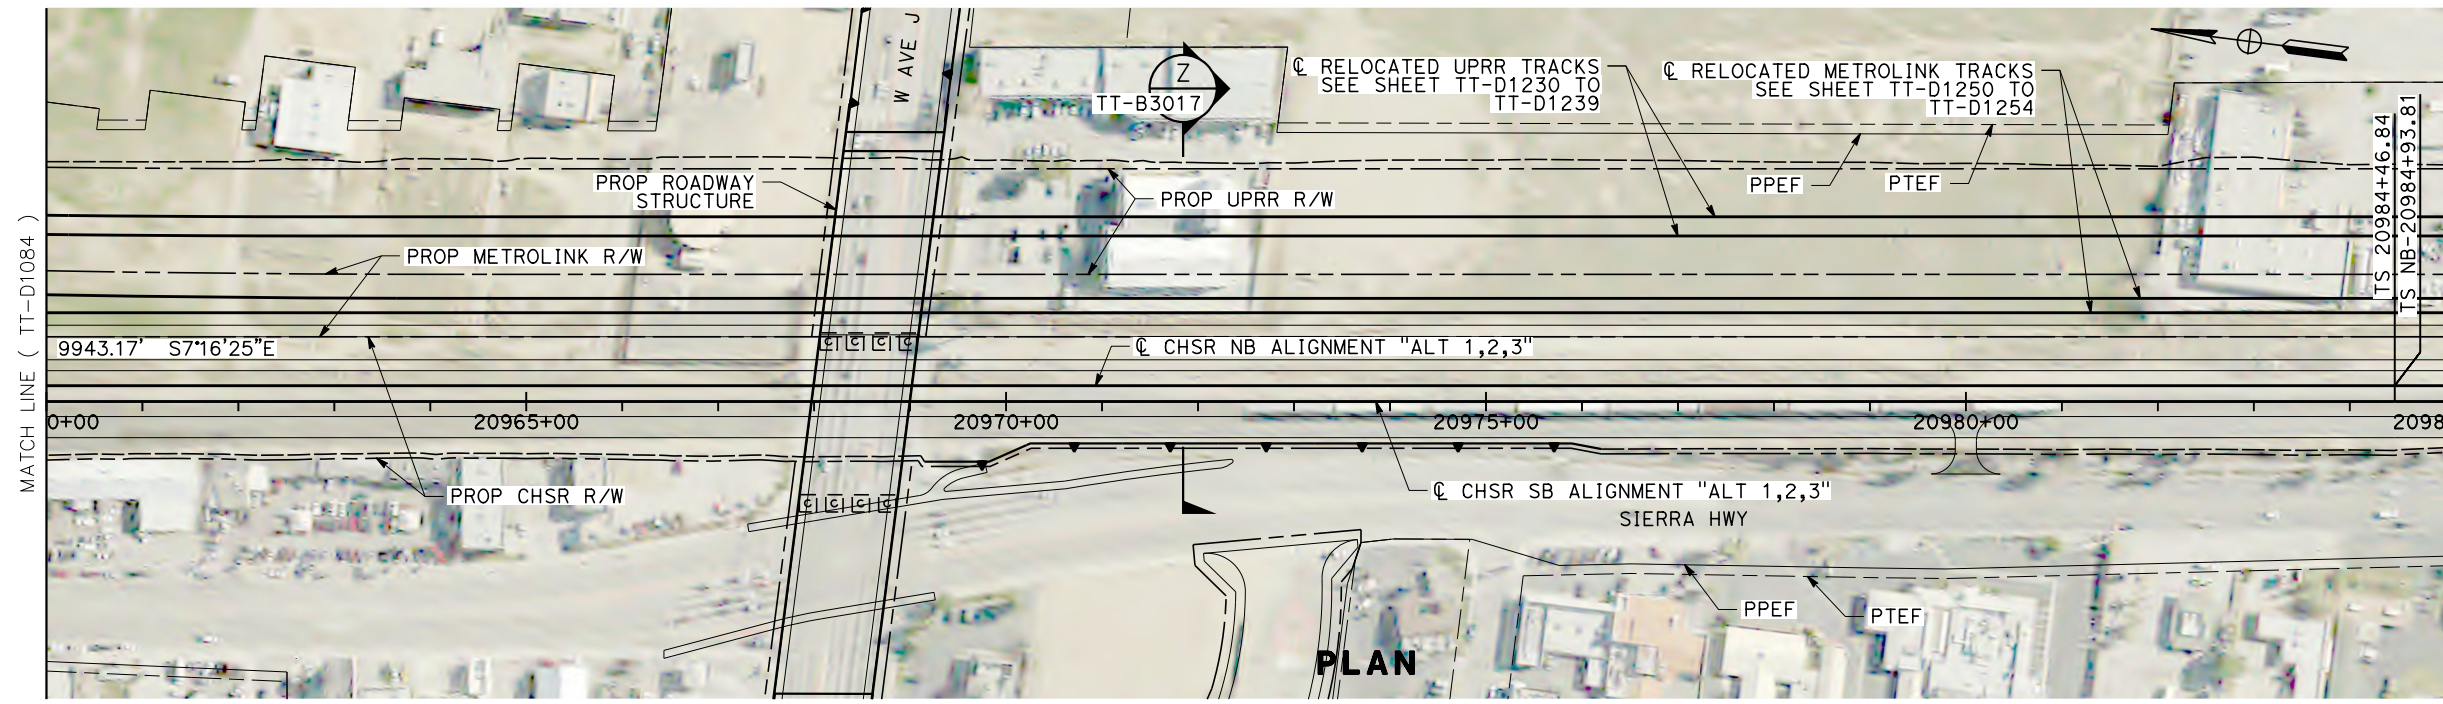 W AVE J
Z
TT-B3017
℄ RELOCATED UPRR TRACKS
SEE SHEET TT-D1230 TO
TT-D1239
℄ RELOCATED METROLINK TRACKS
SEE SHEET TT-D1250 TO
TT-D1254
TS 20984+46.84
TS NB-20984+93.81
PROP ROADWAY
STRUCTURE
PROP UPRR R/W
PPEF
PTEF
PROP METROLINK R/W
MATCH LINE ( TT-D1084 )
9943.17' S7°16'25"E
C C C C
℄ CHSR NB ALIGNMENT "ALT 1,2,3"
0+00
20965+00
20970+00
20975+00
20980+00
2098
PROP CHSR R/W
C C C C
℄ CHSR SB ALIGNMENT "ALT 1,2,3"
SIERRA HWY
PPEF
PTEF
PLAN